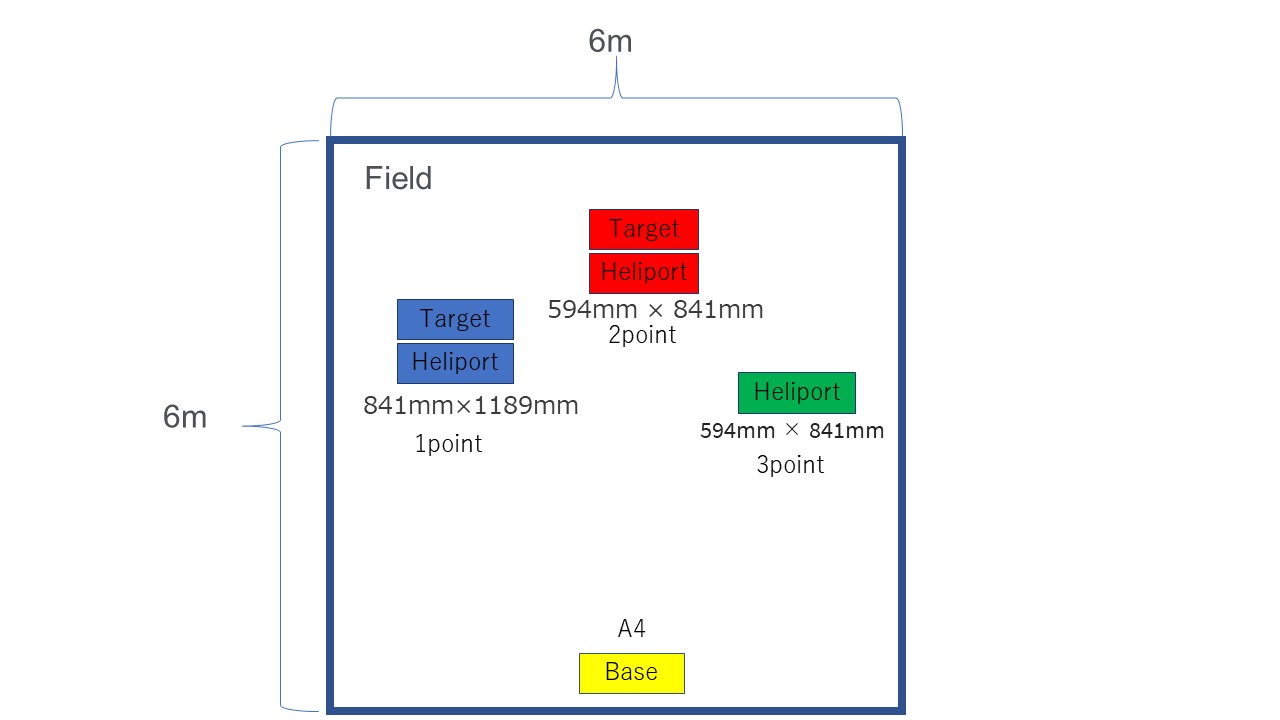 6m
6m
Field
Target
Heliport
594mm × 841mm
2point
Target
Heliport
841mm×1189mm
1point
Heliport
594mm × 841mm
3point
A4
Base